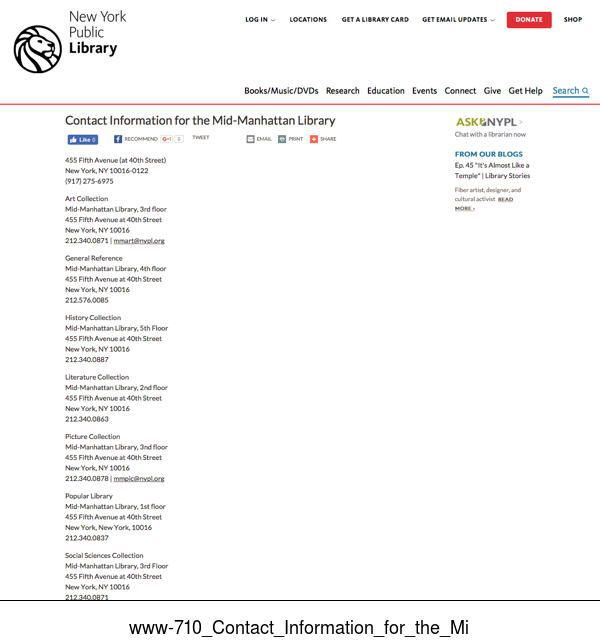 New York
Public
Library
LOG IN
LOCATIONS
GET A LIBRARY CARD
GET EMAIL UPDATES
DONATE
SHOP
Books/Music/DVDs Research Education Events Connect Give Get Help Search
Contact Information for the Mid-Manhattan Library
Like 0
RECOMMEND
G+1 0
TWEET
EMAIL
PRINT
SHARE
455 Fifth Avenue (at 40th Street)
New York, NY 10016-0122
(917) 275-6975
Art Collection
Mid-Manhattan Library, 3rd floor
455 Fifth Avenue at 40th Street
New York, NY 10016
212.340.0871 | mmart@nypl.org
General Reference
Mid-Manhattan Library, 4th floor
455 Fifth Avenue at 40th Street
New York, NY 10016
212.576.0085
History Collection
Mid-Manhattan Library, 5th Floor
455 Fifth Avenue at 40th Street
New York, NY 10016
212.340.0887
Literature Collection
Mid-Manhattan Library, 2nd floor
455 Fifth Avenue at 40th Street
New York, NY 10016
212.340.0863
Picture Collection
Mid-Manhattan Library, 3nd floor
455 Fifth Avenue at 40th Street
New York, NY 10016
212.340.0878 | mmpic@nypl.org
Popular Library
Mid-Manhattan Library, 1st floor
455 Fifth Avenue at 40th Street
New York, New York, 10016
212.340.0837
Social Sciences Collection
Mid-Manhattan Library, 3rd Floor
455 Fifth Avenue at 40th Street
New York, NY 10016
212.340.0871
ASK NYPL >
Chat with a librarian now
FROM OUR BLOGS
Ep. 45 "It's Almost Like a
Temple" | Library Stories
Fiber artist, designer, and
cultural activist READ
MORE ›
www-710_Contact_Information_for_the_Mi